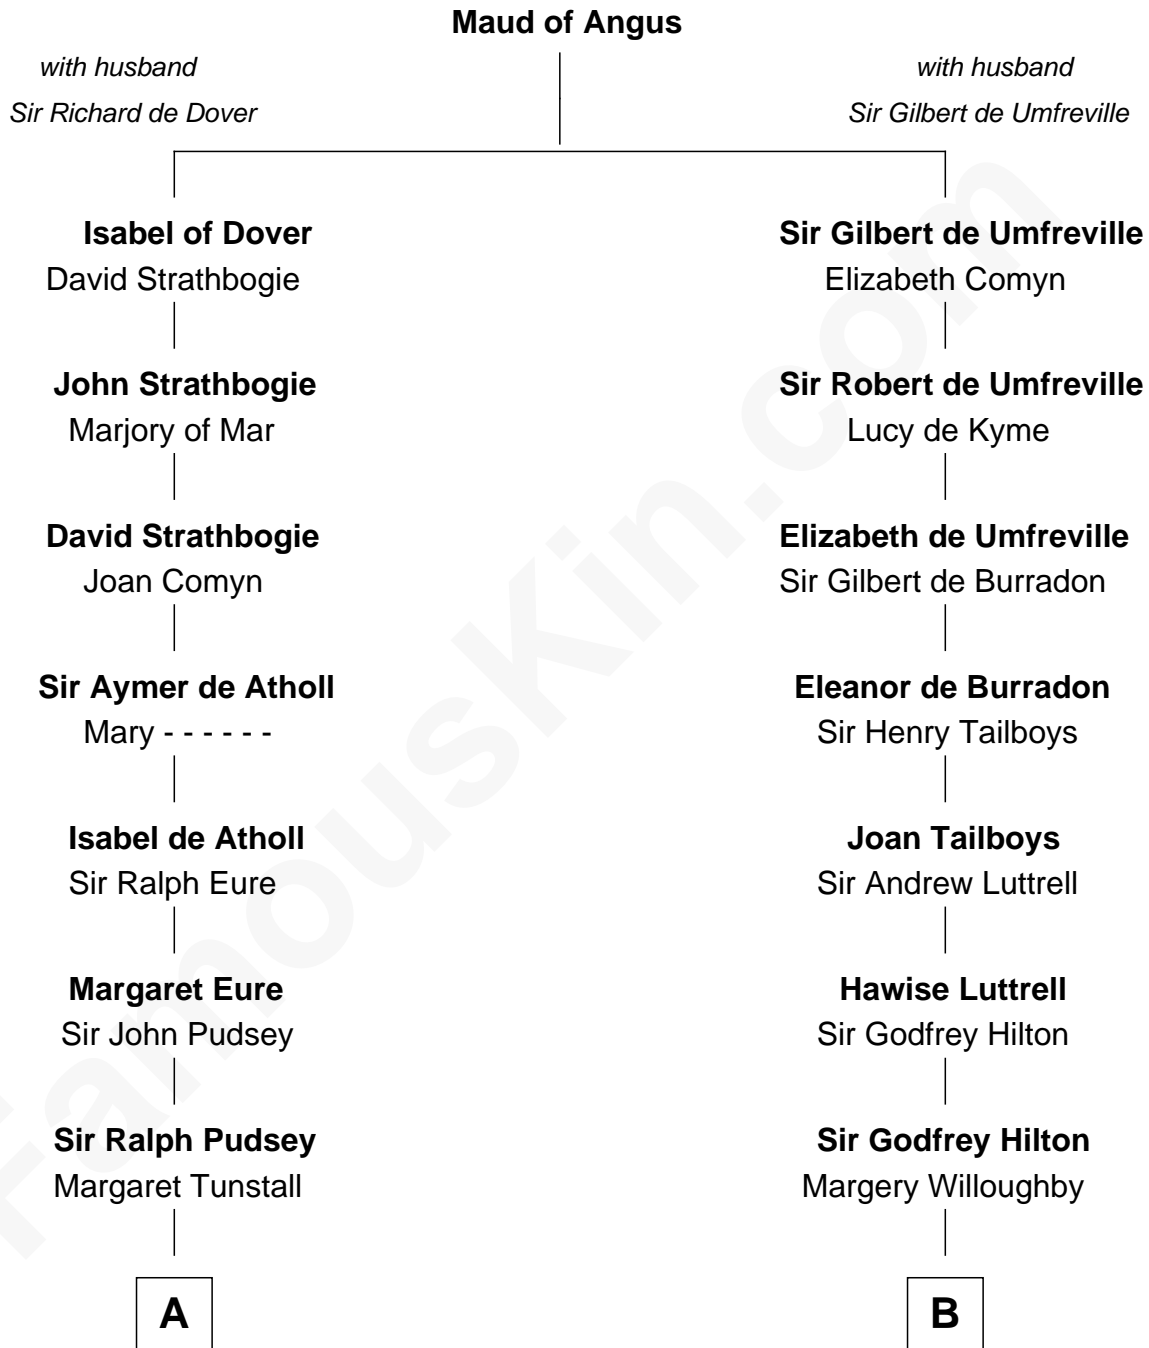 Maud of Angus
with husband
Sir Richard de Dover
with husband
Sir Gilbert de Umfreville
Isabel of Dover
David Strathbogie
John Strathbogie
Marjory of Mar
David Strathbogie
Joan Comyn
Sir Aymer de Atholl
Mary - - - - - -
Isabel de Atholl
Sir Ralph Eure
Margaret Eure
Sir John Pudsey
Sir Ralph Pudsey
Margaret Tunstall
A
Sir Gilbert de Umfreville
Elizabeth Comyn
Sir Robert de Umfreville
Lucy de Kyme
Elizabeth de Umfreville
Sir Gilbert de Burradon
Eleanor de Burradon
Sir Henry Tailboys
Joan Tailboys
Sir Andrew Luttrell
Hawise Luttrell
Sir Godfrey Hilton
Sir Godfrey Hilton
Margery Willoughby
B
FamousKin.com